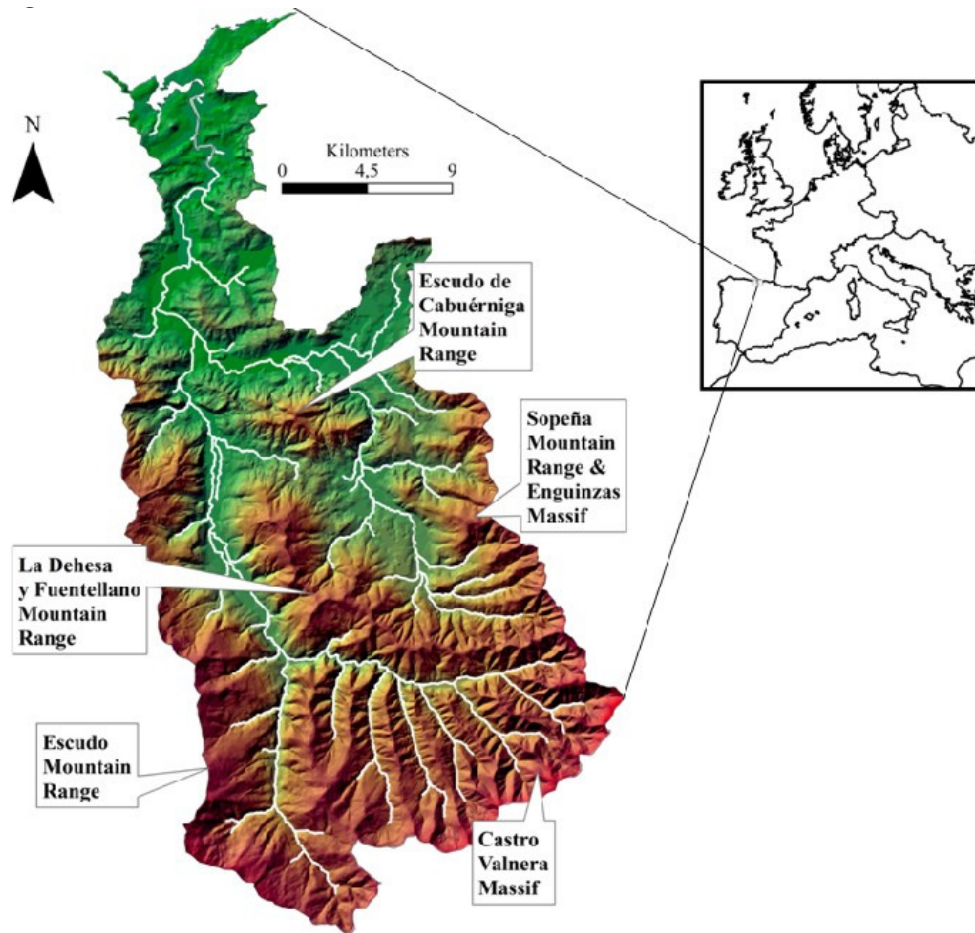 N
Kilometers
0 4,5 9
Escudo de
Cabuérniga
Mountain
Range
Sopeña
Mountain
Range &
Enguinzas
Massif
La Dehesa
y Fuentellano
Mountain
Range
Escudo
Mountain
Range
Castro
Valnera
Massif